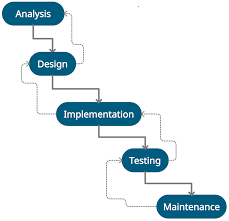 Analysis
Design
Implementation
Testing
Maintenance